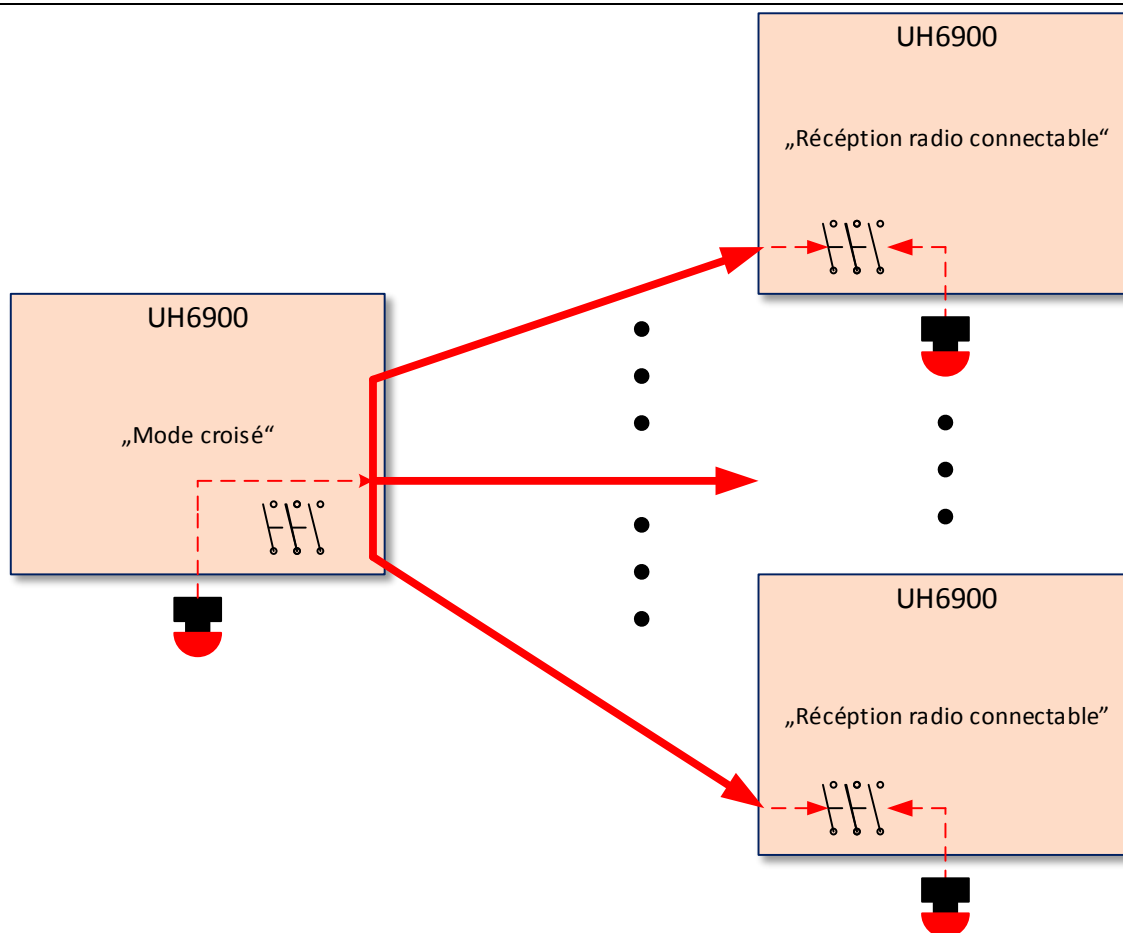 UH6900
„Récéption radio connectable“
UH6900
„Mode croisé“
UH6900
„Récéption radio connectable”